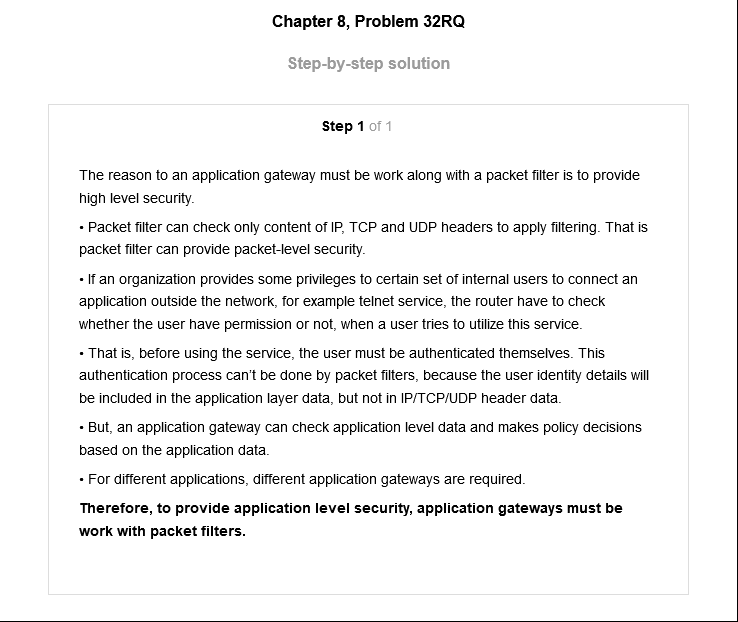 Chapter 8, Problem 32RQ
Step-by-step solution
Step 1 of 1
The reason to an application gateway must be work along with a packet filter is to provide
high level security.
• Packet filter can check only content of IP, TCP and UDP headers to apply filtering. That is
packet filter can provide packet-level security.
• If an organization provides some privileges to certain set of internal users to connect an
application outside the network, for example telnet service, the router have to check
whether the user have permission or not, when a user tries to utilize this service.
• That is, before using the service, the user must be authenticated themselves. This
authentication process can't be done by packet filters, because the user identity details will
be included in the application layer data, but not in IP/TCP/UDP header data.
• But, an application gateway can check application level data and makes policy decisions
based on the application data.
• For different applications, different application gateways are required.
Therefore, to provide application level security, application gateways must be
work with packet filters.